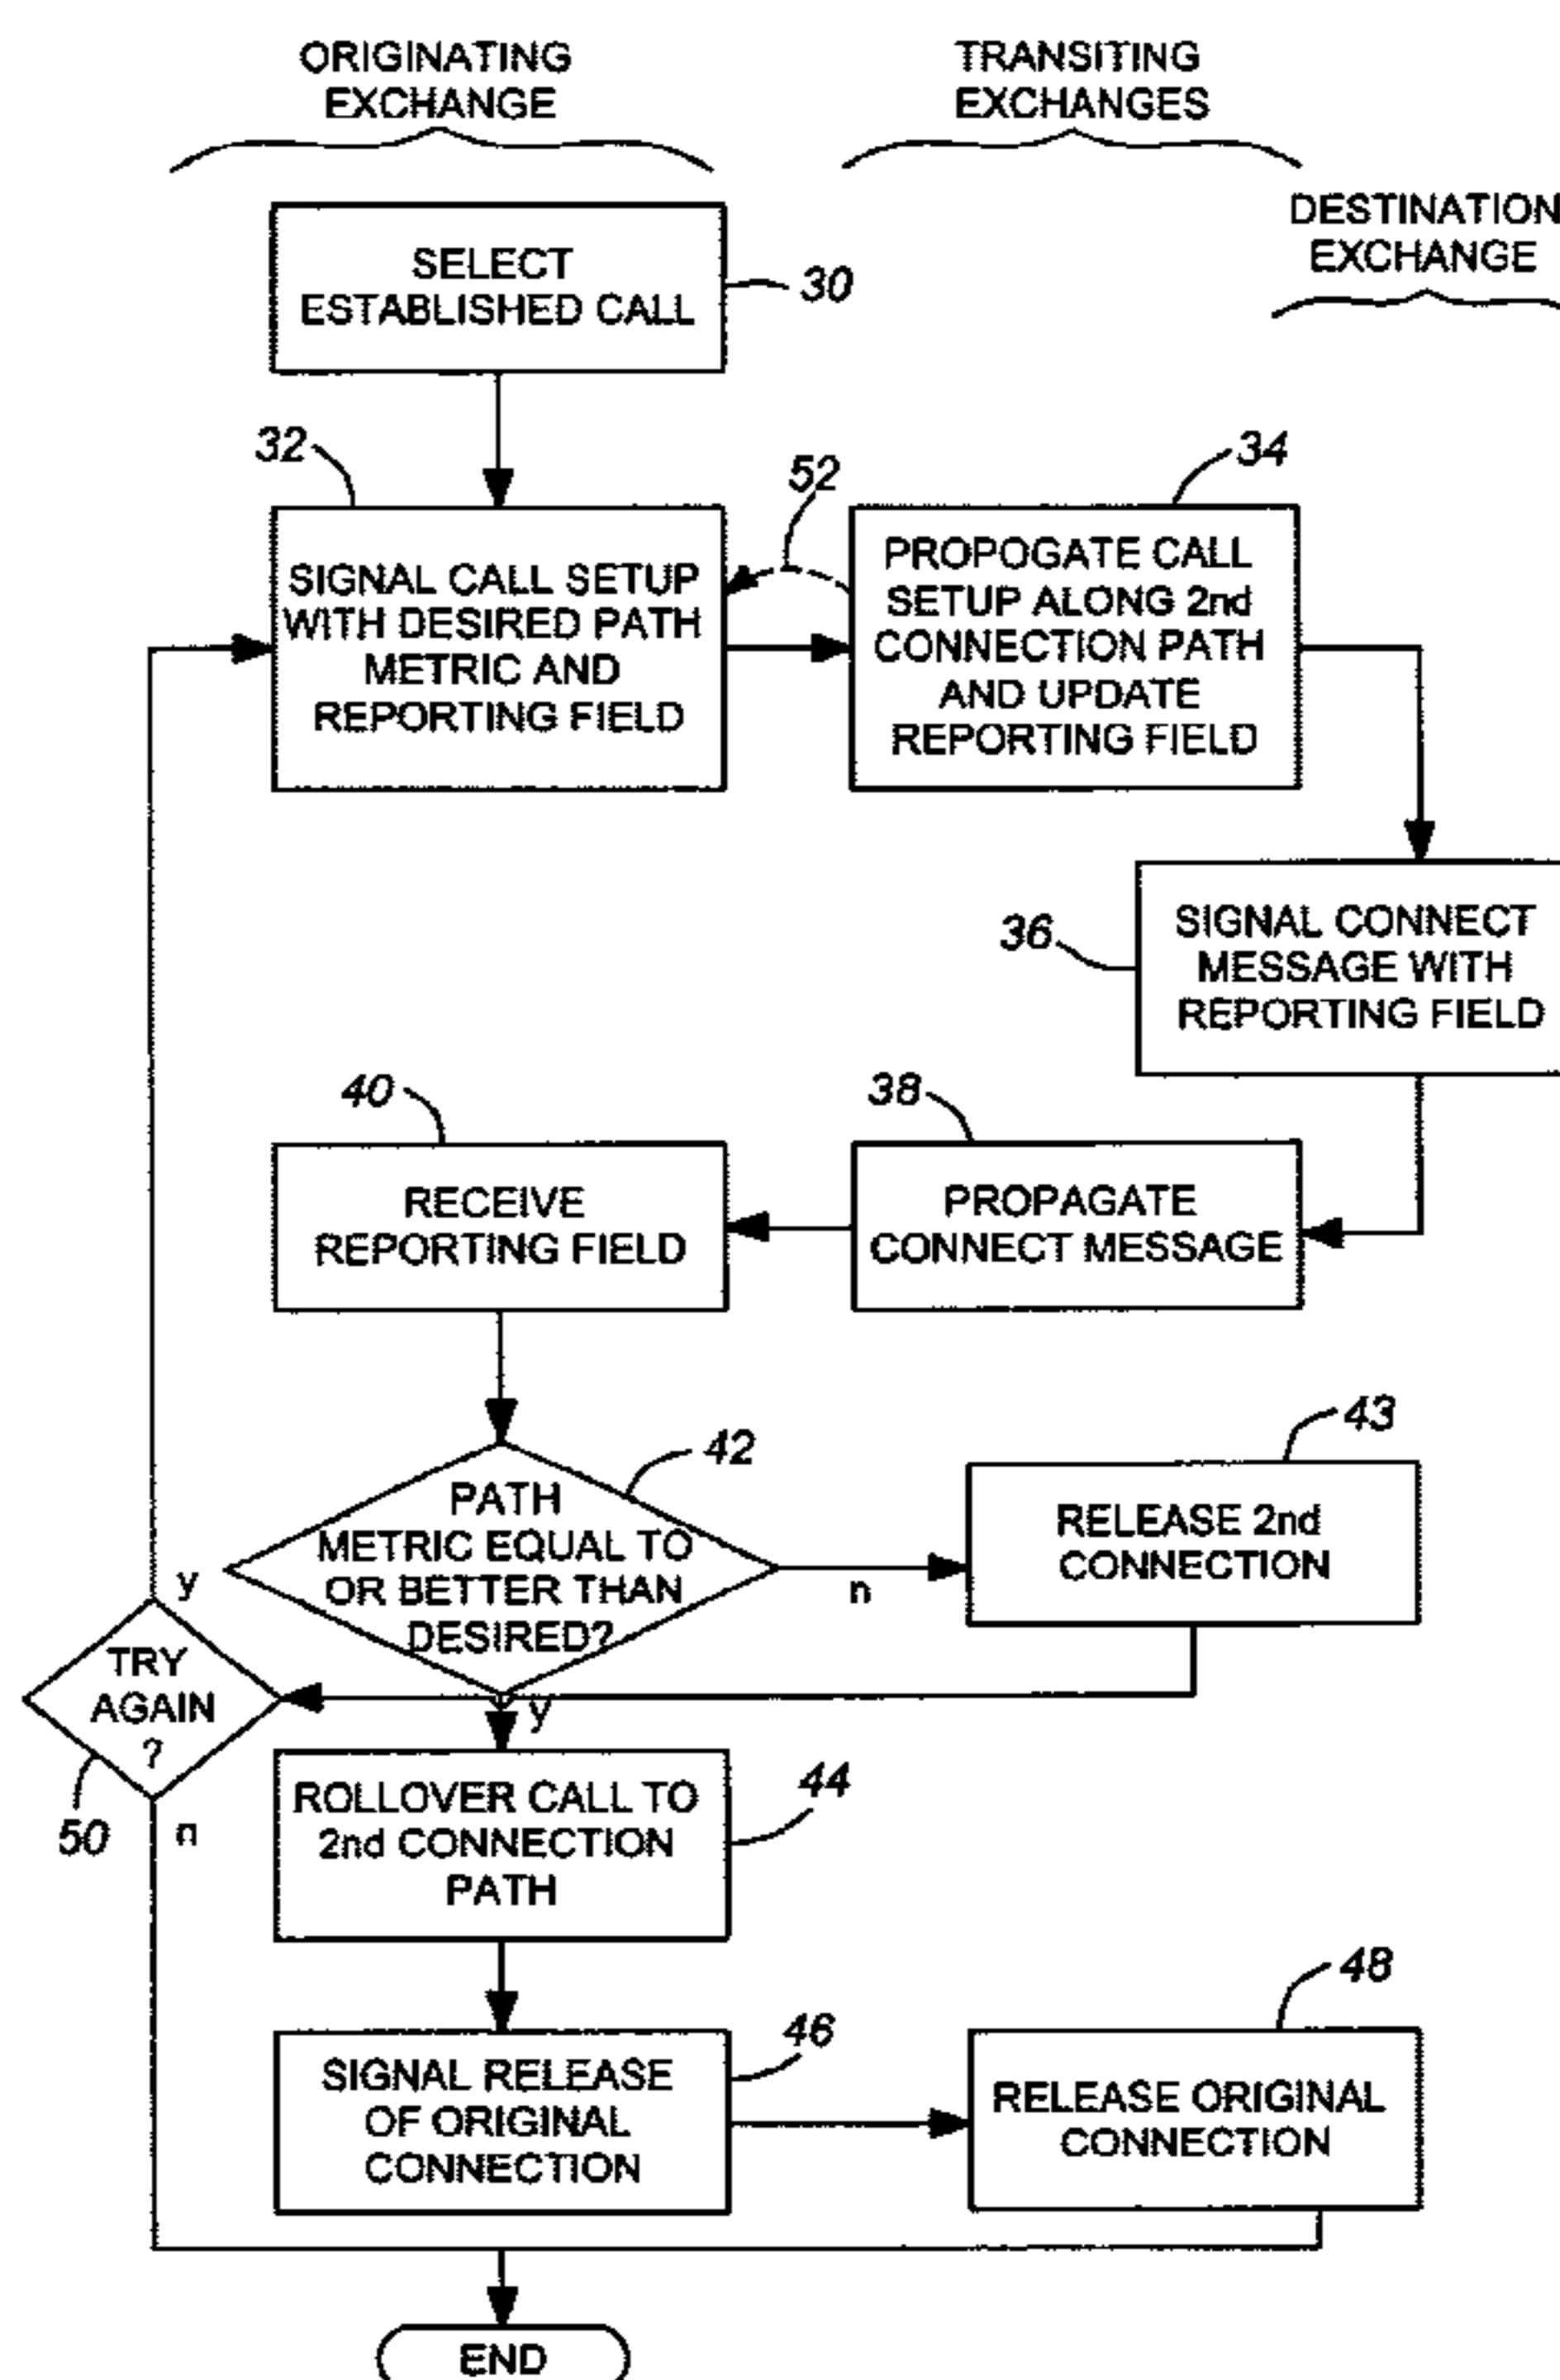 ORIGINATING
EXCHANGE
TRANSITING
EXCHANGES
DESTINATION
EXCHANGE
SELECT
ESTABLISHED CALL
30
32
SIGNAL CALL SETUP
WITH DESIRED PATH
METRIC AND
REPORTING FIELD
52
34
PROPOGATE CALL
SETUP ALONG 2nd
CONNECTION PATH
AND UPDATE
REPORTING FIELD
36
SIGNAL CONNECT
MESSAGE WITH
REPORTING FIELD
40
RECEIVE
REPORTING FIELD
38
PROPAGATE
CONNECT MESSAGE
42
PATH
METRIC EQUAL TO
OR BETTER THAN
DESIRED?
n
43
RELEASE 2nd
CONNECTION
y
TRY
AGAIN
?
50
n
y
ROLLOVER CALL TO
2nd CONNECTION
PATH
44
SIGNAL RELEASE
OF ORIGINAL
CONNECTION
46
48
RELEASE ORIGINAL
CONNECTION
END